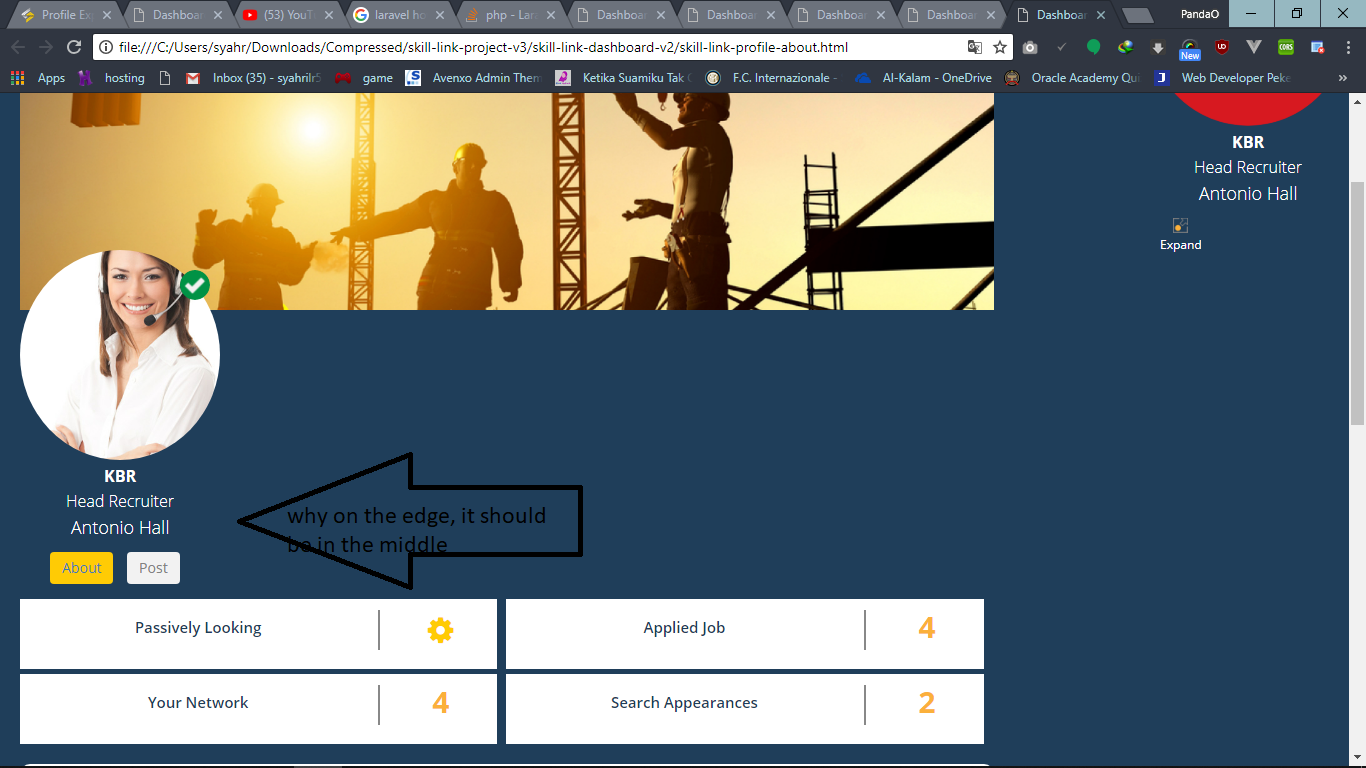 Profile Ex
Dashboar
(53) YouT
laravel ho
php - Lar
Dashboar
Dashboar
Dashboar
Dashboar
Dashboar
PandaO
file:///C:/Users/syahr/Downloads/Compressed/skill-link-project-v3/skill-link-dashboard-v2/skill-link-profile-about.html
New
UD
CORS
Apps
hosting
Inbox (35) - syahrilr5
game
S
Avenxo Admin Them
Ketika Suamiku Tak
F.C. Internazionale -
Al-Kalam - OneDrive
Oracle Academy Qu
J
Web Developer Peke
»
KBR
Head Recruiter
Antonio Hall
Expand
KBR
Head Recruiter
Antonio Hall
About
Post
why on the edge, it should
be in the middle
Passively Looking
Applied Job
4
Your Network
4
Search Appearances
2